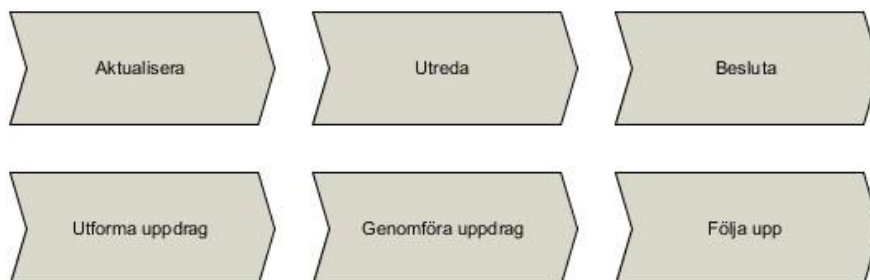 Aktualisera
Utreda
Besluta
Utforma uppdrag
Genomföra uppdrag
Följa upp